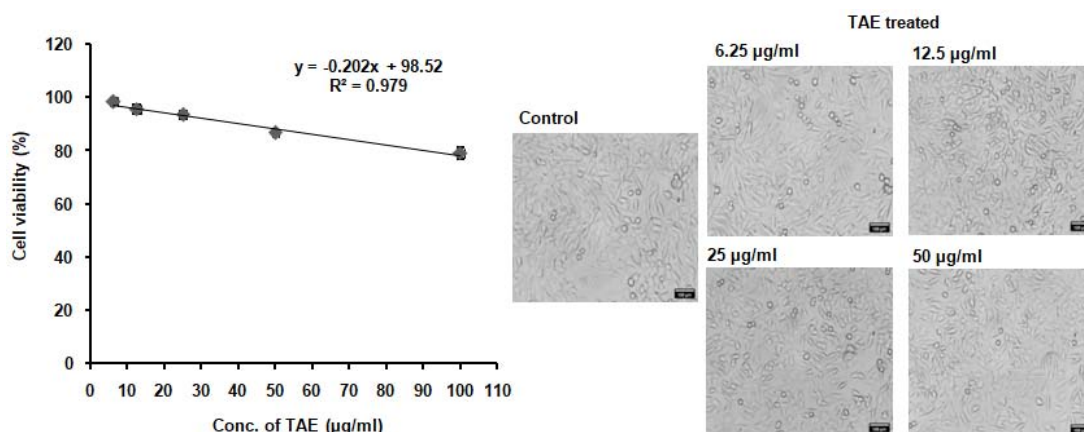 120
100
80
60
40
20
0
0 10 20 30 40 50 60 70 80 90 100 110
Cell viability (%)
Conc. of TAE (µg/ml)
y = -0.202x + 98.52
R² = 0.979
Control
TAE treated
6.25 µg/ml
12.5 µg/ml
25 µg/ml
50 µg/ml